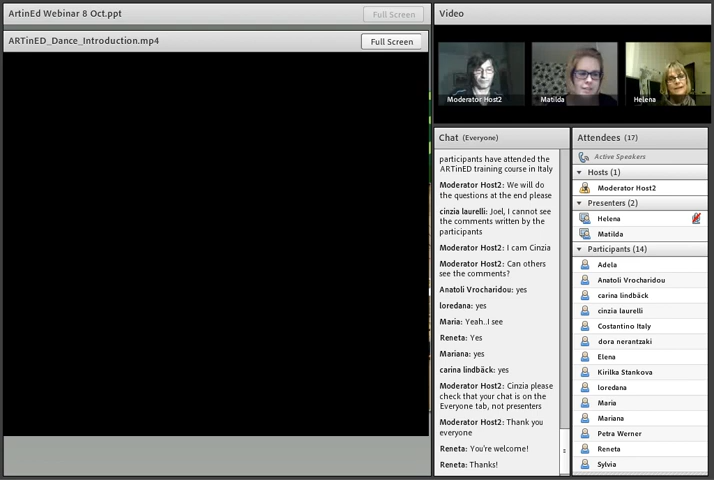 ArtinEd Webinar 8 Oct.ppt
Full Screen
ARTinED_Dance_Introduction.mp4
Full Screen
Video
Moderator Host2
Matilda
Helena
Chat (Everyone)
participants have attended the
ARTinED training course in Italy
Moderator Host2: We will do
the questions at the end please
cinzia laurelli: Joel, I cannot see
the comments written by the
participants
Moderator Host2: I cam Cinzia
Moderator Host2: Can others
see the comments?
Anatoli Vrocharidou: yes
loredana: yes
Maria: Yeah..I see
Reneta: Yes
Mariana: yes
carina lindbäck: yes
Moderator Host2: Cinzia please
check that your chat is on the
Everyone tab, not presenters
Moderator Host2: Thank you
everyone
Reneta: You're welcome!
Reneta: Thanks!
Attendees (17)
Active Speakers
Hosts (1)
Moderator Host2
Presenters (2)
Helena
Matilda
Participants (14)
Adela
Anatoli Vrocharidou
carina lindbäck
cinzia laurelli
Costantino Italy
dora nerantzaki
Elena
Kirilka Stankova
loredana
Maria
Mariana
Petra Werner
Reneta
Sylvia